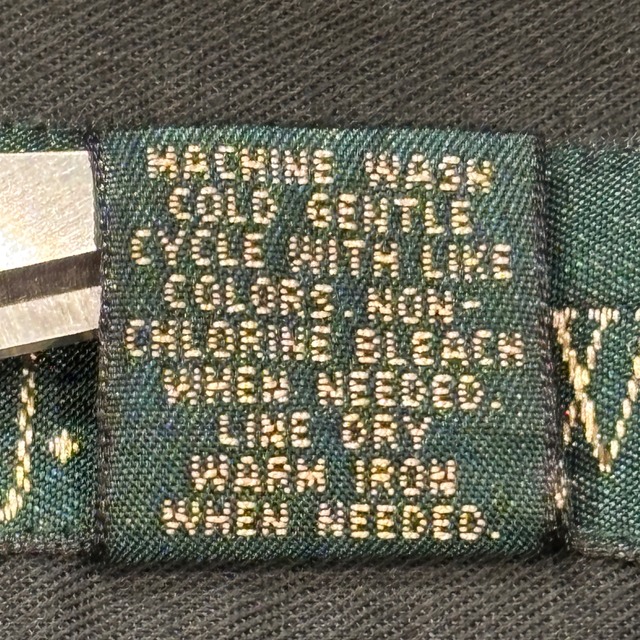 MACHINE WASH
COLD GENTLE
CYCLE WITH LIKE
COLORS. NON-
CHLORINE BLEACH
WHEN NEEDED.
LINE DRY
WARM IRON
WHEN NEEDED.